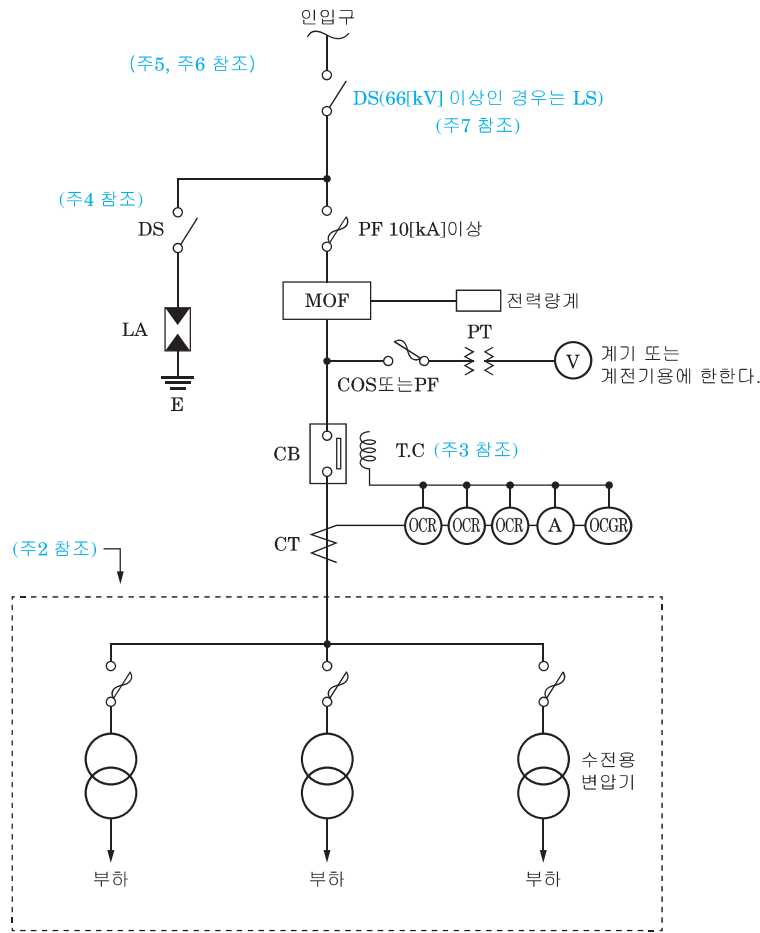 인입구
(주5, 주6 참조)
DS(66[kV] 이상인 경우는 LS)
(주7 참조)
(주4 참조)
DS
PF 10[kA]이상
MOF
전력량계
LA
PT
V
계기 또는
계전기용에 한한다.
COS또는PF
E
CB
T.C (주3 참조)
OCR OCR OCR A OCGR
CT
(주2 참조)
수전용
변압기
부하 부하 부하